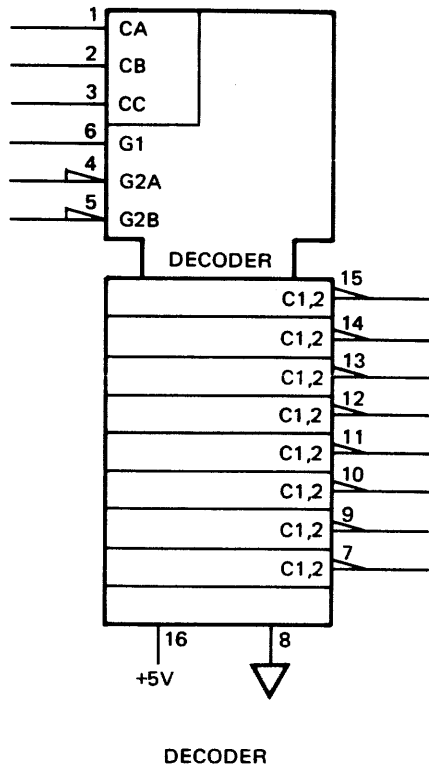 1 CA
2 CB
3 CC
6 G1
4 G2A
5 G2B
DECODER
C1,2 15
C1,2 14
C1,2 13
C1,2 12
C1,2 11
C1,2 10
C1,2 9
C1,2 7
16 8
+5V
DECODER